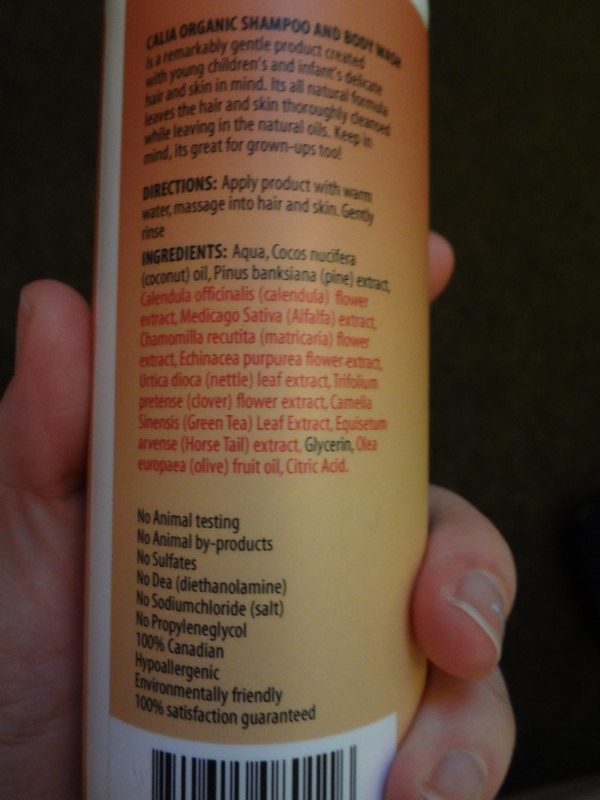 CALIA ORGANIC SHAMPOO AND BODY WASH
is a remarkably gentle product created
with young children's and infant's delicate
hair and skin in mind. Its all natural formula
leaves the hair and skin thoroughly cleansed
while leaving in the natural oils. Keep in
mind, its great for grown-ups too!
DIRECTIONS: Apply product with warm
water, massage into hair and skin. Gently
rinse
INGREDIENTS: Aqua, Cocos nucifera
(coconut) oil, Pinus banksiana (pine) extract,
Calendula officinalis (calendula) flower
extract, Medicago Sativa (Alfalfa) extract,
Chamomilla recutita (matricaria) flower
extract, Echinacea purpurea flower extract,
Urtica dioca (nettle) leaf extract, Trifolium
pretense (clover) flower extract, Camelia
Sinensis (Green Tea) Leaf Extract, Equisetum
arvense (Horse Tail) extract, Glycerin, Olea
europaea (olive) fruit oil, Citric Acid.
No Animal testing
No Animal by-products
No Sulfates
No Dea (diethanolamine)
No Sodiumchloride (salt)
No Propyleneglycol
100% Canadian
Hypoallergenic
Environmentally friendly
100% satisfaction guaranteed